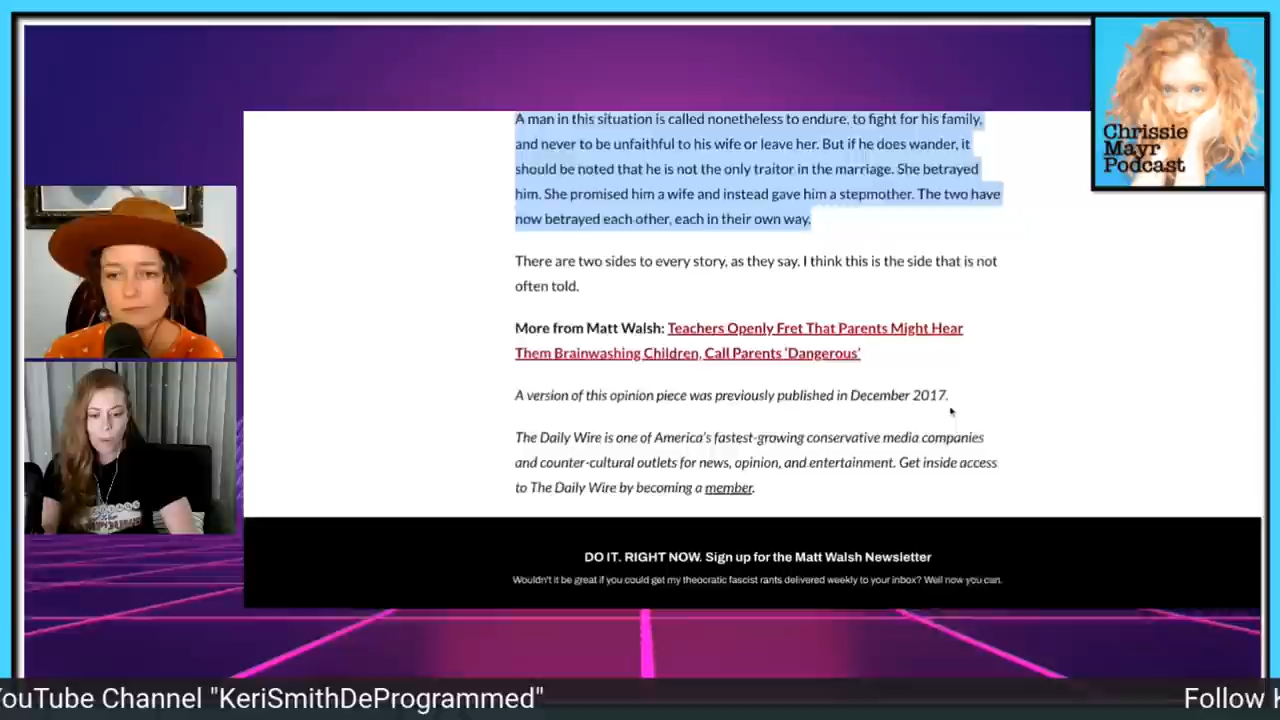 Chrissie
Mayr
Podcast
A man in this situation is called nonetheless to endure, to fight for his family,
and never to be unfaithful to his wife or leave her. But if he does wander, it
should be noted that he is not the only traitor in the marriage. She betrayed
him. She promised him a wife and instead gave him a stepmother. The two have
now betrayed each other, each in their own way.
There are two sides to every story, as they say. I think this is the side that is not
often told.
More from Matt Walsh: Teachers Openly Fret That Parents Might Hear
Them Brainwashing Children, Call Parents ‘Dangerous’
A version of this opinion piece was previously published in December 2017.
The Daily Wire is one of America’s fastest-growing conservative media companies
and counter-cultural outlets for news, opinion, and entertainment. Get inside access
to The Daily Wire by becoming a member.
DO IT. RIGHT NOW. Sign up for the Matt Walsh Newsletter
Wouldn't it be great if you could get my theocratic fascist rants delivered weekly to your inbox? Well now you can.
YouTube Channel "KeriSmithDeProgrammed"
Follow